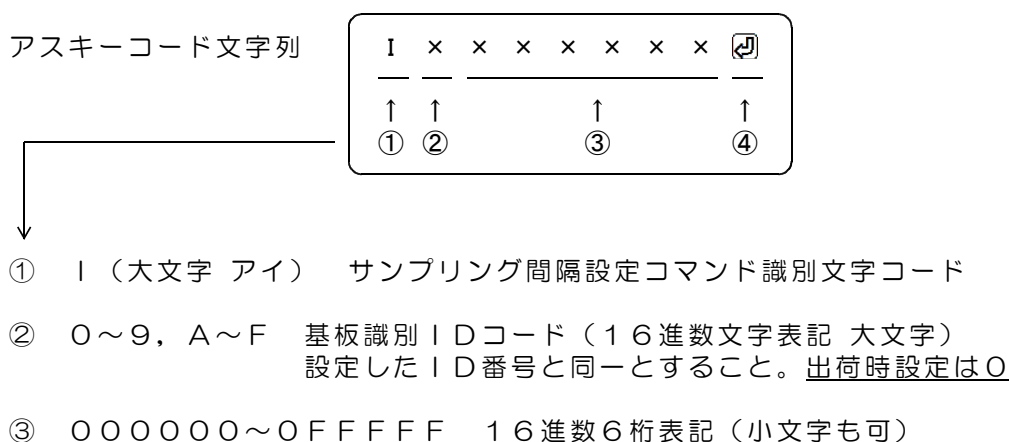 アスキーコード文字列
I × × × × × × × ⏎
↑ ↑ ↑ ↑
① ② ③ ④
① I（大文字 アイ） サンプリング間隔設定コマンド識別文字コード
② 0～9，A～F 基板識別IDコード（16進数文字表記 大文字）
設定したID番号と同一とすること。出荷時設定は0
③ 000000～0FFFFF 16進数6桁表記（小文字も可）